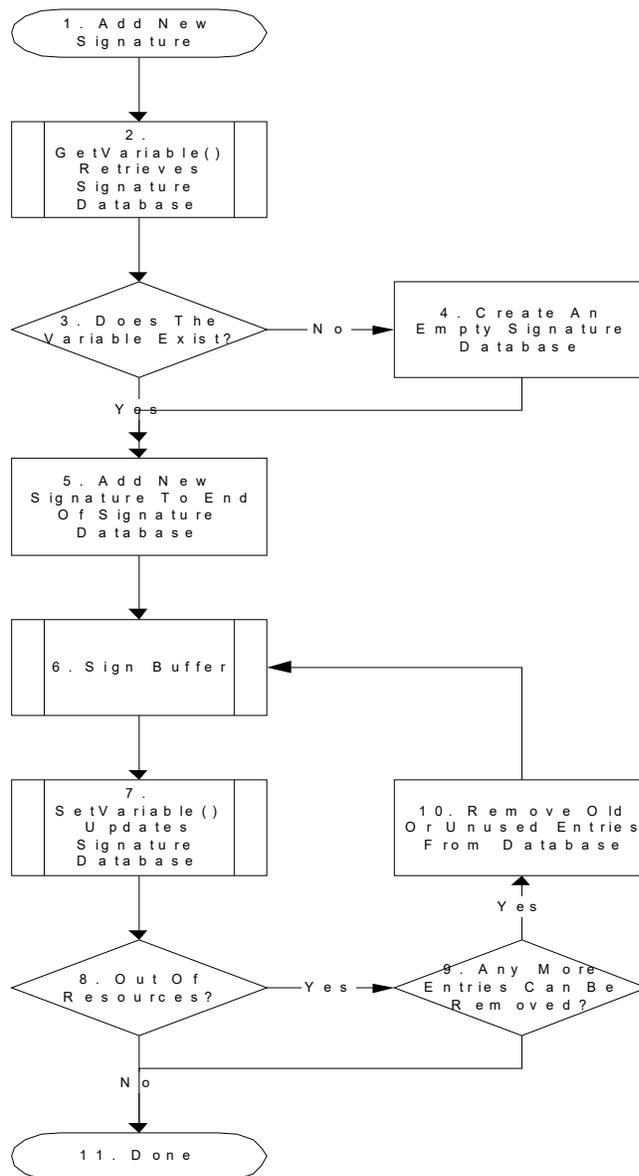 1. Add New
Signature
2.
GetVariable()
Retrieves
Signature
Database
3. Does The
Variable Exist?
No
4. Create An
Empty Signature
Database
Yes
5. Add New
Signature To End
Of Signature
Database
6. Sign Buffer
7.
SetVariable()
Updates
Signature
Database
10. Remove Old
Or Unused Entries
From Database
Yes
8. Out Of
Resources?
Yes
9. Any More
Entries Can Be
Removed?
No
11. Done